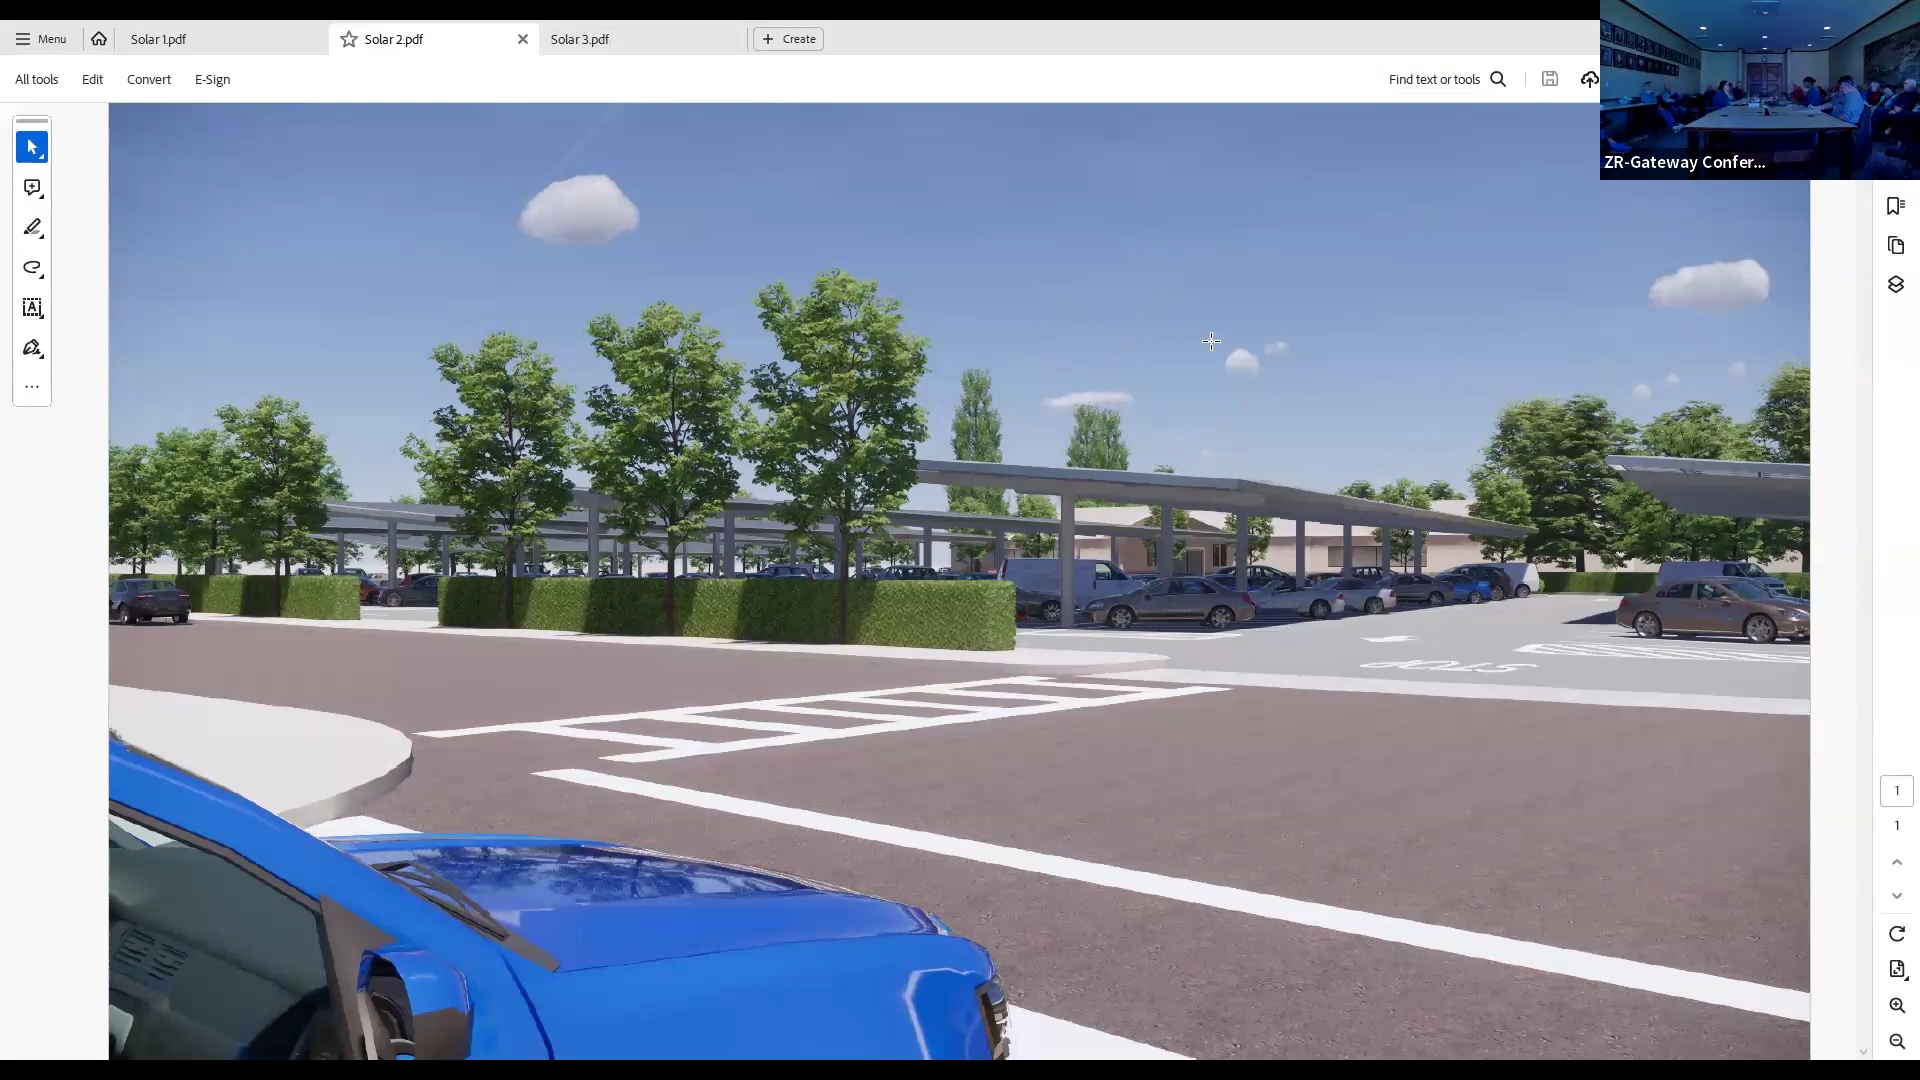 Menu
Solar 1.pdf
Solar 2.pdf
Solar 3.pdf
Create
All tools
Edit
Convert
E-Sign
Find text or tools
ZR-Gateway Confer...
STOP
1
1